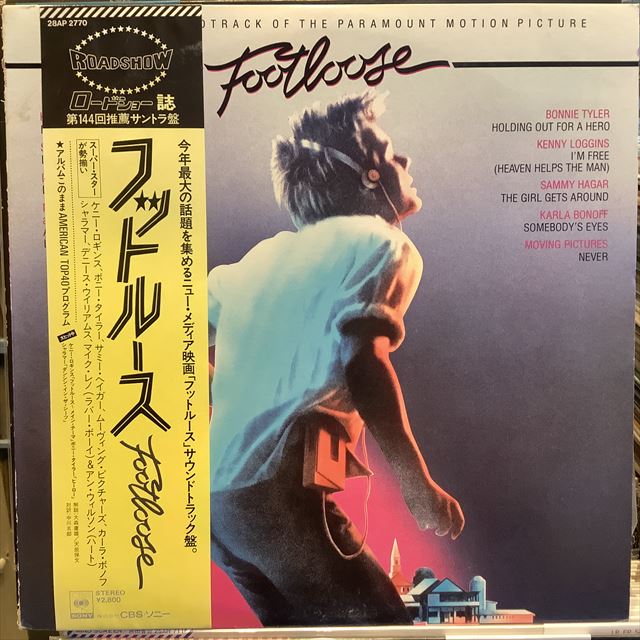 28AP 2770
ROADSHOW
ロードショー 誌
第144回推薦サントラ盤
DTRACK OF THE PARAMOUNT MOTION PICTURE
Footloose
BONNIE TYLER
HOLDING OUT FOR A HERO
KENNY LOGGINS
I'M FREE
(HEAVEN HELPS THE MAN)
SAMMY HAGAR
THE GIRL GETS AROUND
KARLA BONOFF
SOMEBODY'S EYES
MOVING PICTURES
NEVER
今年最大の話題を集めるニュー・メディア映画「フットルース」サウンドトラック盤。
フットルース
Footloose
スーパー・スター
が勢揃い
ケニー・ロギンス、ボニー・タイラー、サミー・ヘイガー、ムーヴィング・ピクチャーズ、カーラ・ボノフ
シャラマー、デニース・ウィリアムス、マイク・レノ(ラバー・ボーイ)&アン・ウィルソン(ハート)
★アルバムこのままAMERICAN TOP40プログラム
STEREO
¥2,800
SONY
CBS・ソニー